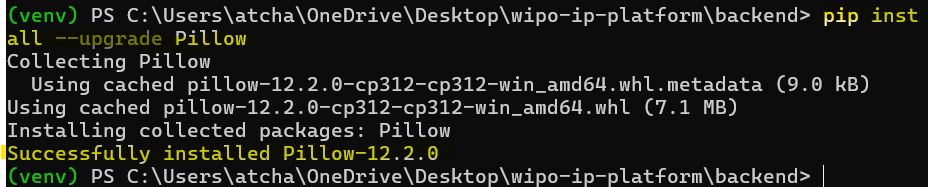 (venv) PS C:\Users\atcha\OneDrive\Desktop\wipo-ip-platform\backend> pip inst
all --upgrade Pillow
Collecting Pillow
  Using cached pillow-12.2.0-cp312-cp312-win_amd64.whl.metadata (9.0 kB)
Using cached pillow-12.2.0-cp312-cp312-win_amd64.whl (7.1 MB)
Installing collected packages: Pillow
Successfully installed Pillow-12.2.0
(venv) PS C:\Users\atcha\OneDrive\Desktop\wipo-ip-platform\backend>